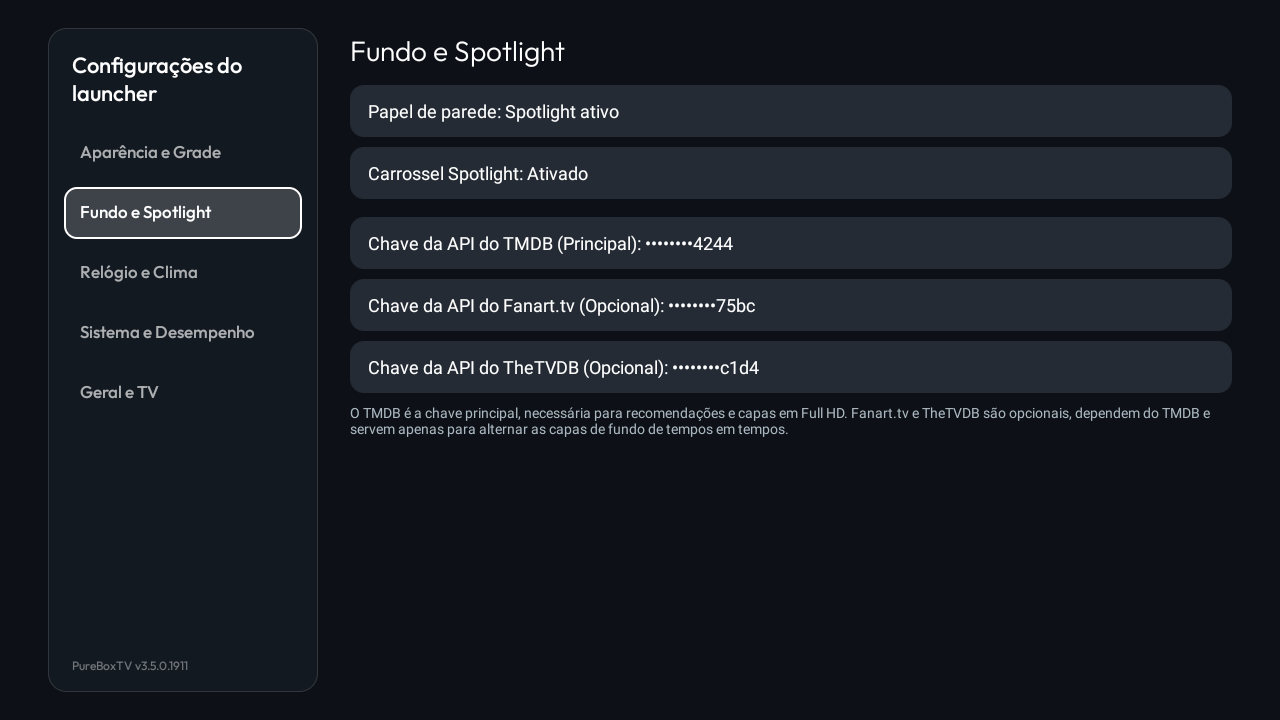 Configurações do
launcher
Aparência e Grade
Fundo e Spotlight
Relógio e Clima
Sistema e Desempenho
Geral e TV
PureBoxTV v3.5.0.1911
Fundo e Spotlight
Papel de parede: Spotlight ativo
Carrossel Spotlight: Ativado
Chave da API do TMDB (Principal): ••••••••4244
Chave da API do Fanart.tv (Opcional): ••••••••75bc
Chave da API do TheTVDB (Opcional): ••••••••c1d4
O TMDB é a chave principal, necessária para recomendações e capas em Full HD. Fanart.tv e TheTVDB são opcionais, dependem do TMDB e
servem apenas para alternar as capas de fundo de tempos em tempos.